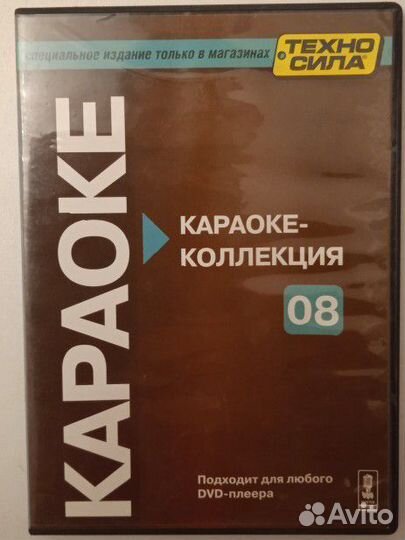 специальное издание только в магазинах
ТЕХНО
СИЛА
КАРАОКЕ
КАРАОКЕ-
КОЛЛЕКЦИЯ
08
Подходит для любого
DVD-плеера
Avito